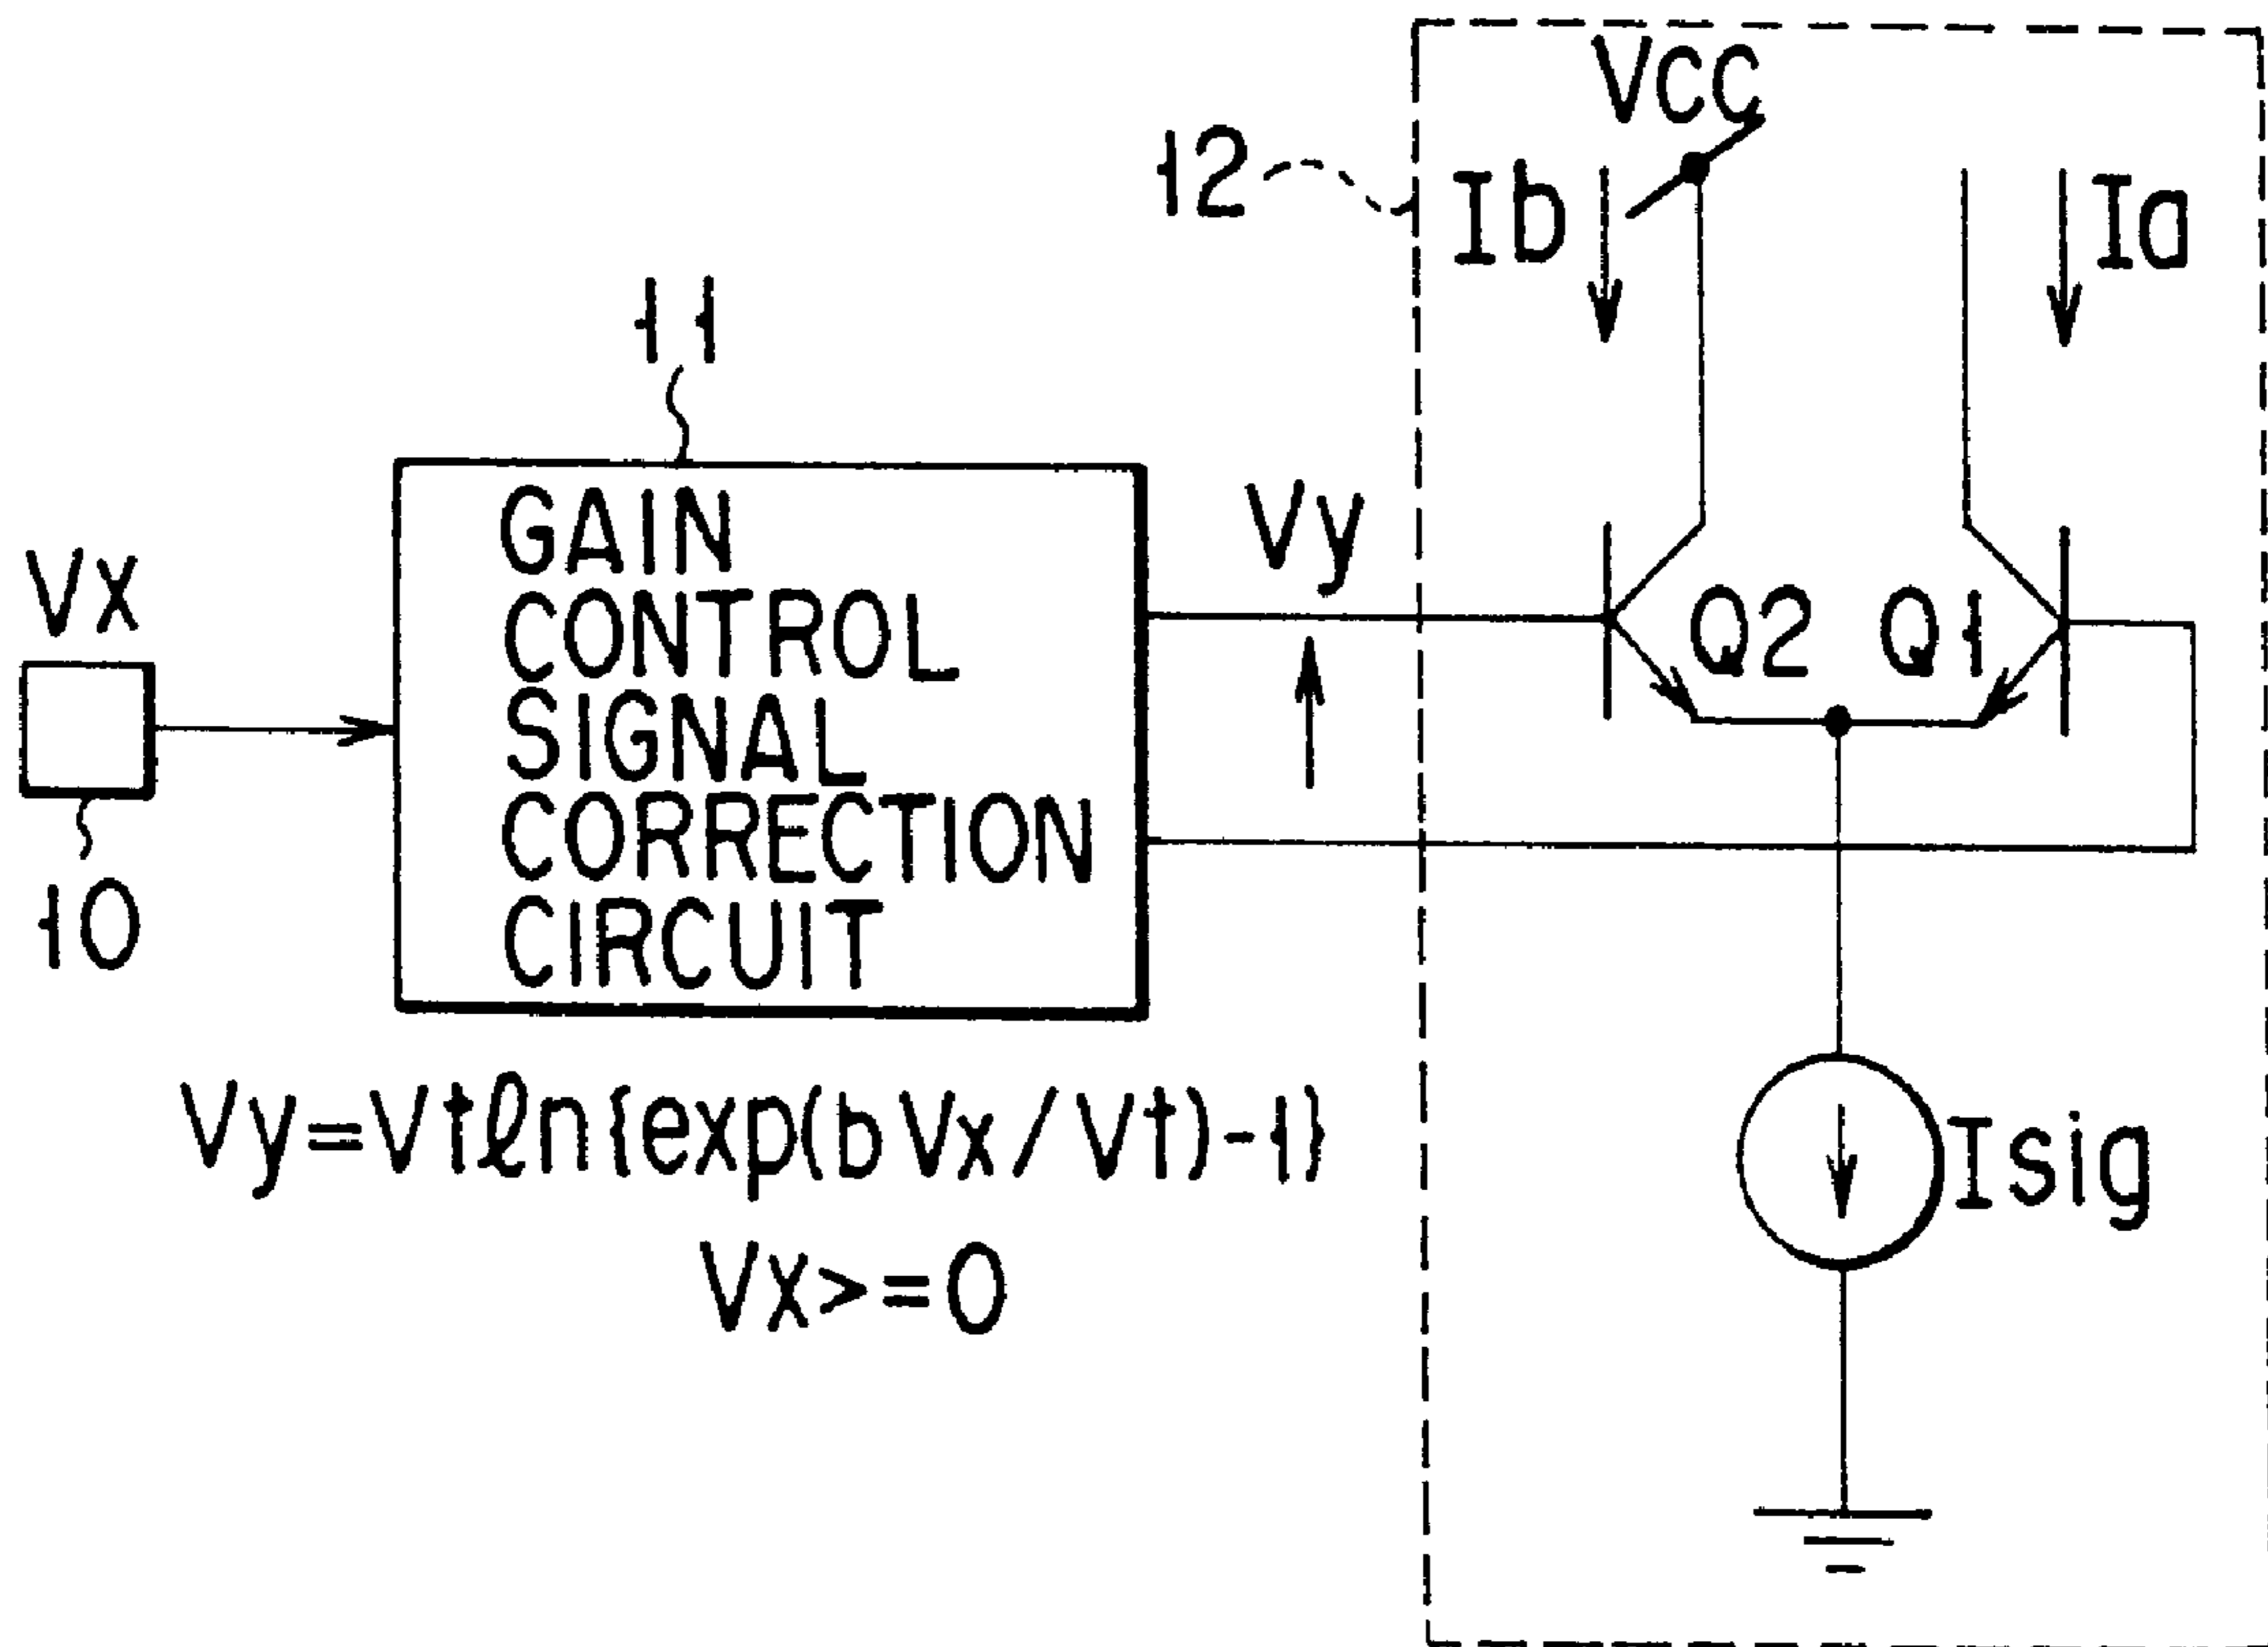 VCC
12
Ib
Ia
11
Vy
Vx
GAIN
CONTROL
SIGNAL
CORRECTION
CIRCUIT
Q2 Q1
10
Vy=Vtℓn{exp(bVx/Vt)-1}
Isig
Vx>=0